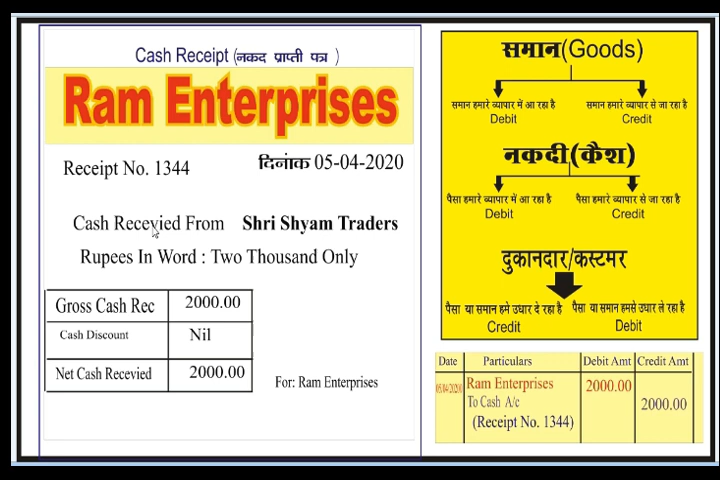 Cash Receipt (नकद प्राप्ती पत्र )
Ram Enterprises
Receipt No. 1344
दिनांक 05-04-2020
Cash Recevied From Shri Shyam Traders
Rupees In Word : Two Thousand Only
Gross Cash Rec 2000.00
Cash Discount Nil
Net Cash Recevied 2000.00
For: Ram Enterprises
समान(Goods)
समान हमारे व्यापार में आ रहा है
Debit
समान हमारे व्यापार से जा रहा है
Credit
नकदी(कैश)
पैसा हमारे व्यापार में आ रहा है
Debit
पैसा हमारे व्यापार से जा रहा है
Credit
दुकानदार/कस्टमर
पैसा या समान हमे उधार दे रहा है
Credit
पैसा या समान हमसे उधार ले रहा है
Debit
Date Particulars Debit Amt Credit Amt
05/04/2020 Ram Enterprises 2000.00
To Cash A/c 2000.00
(Receipt No. 1344)